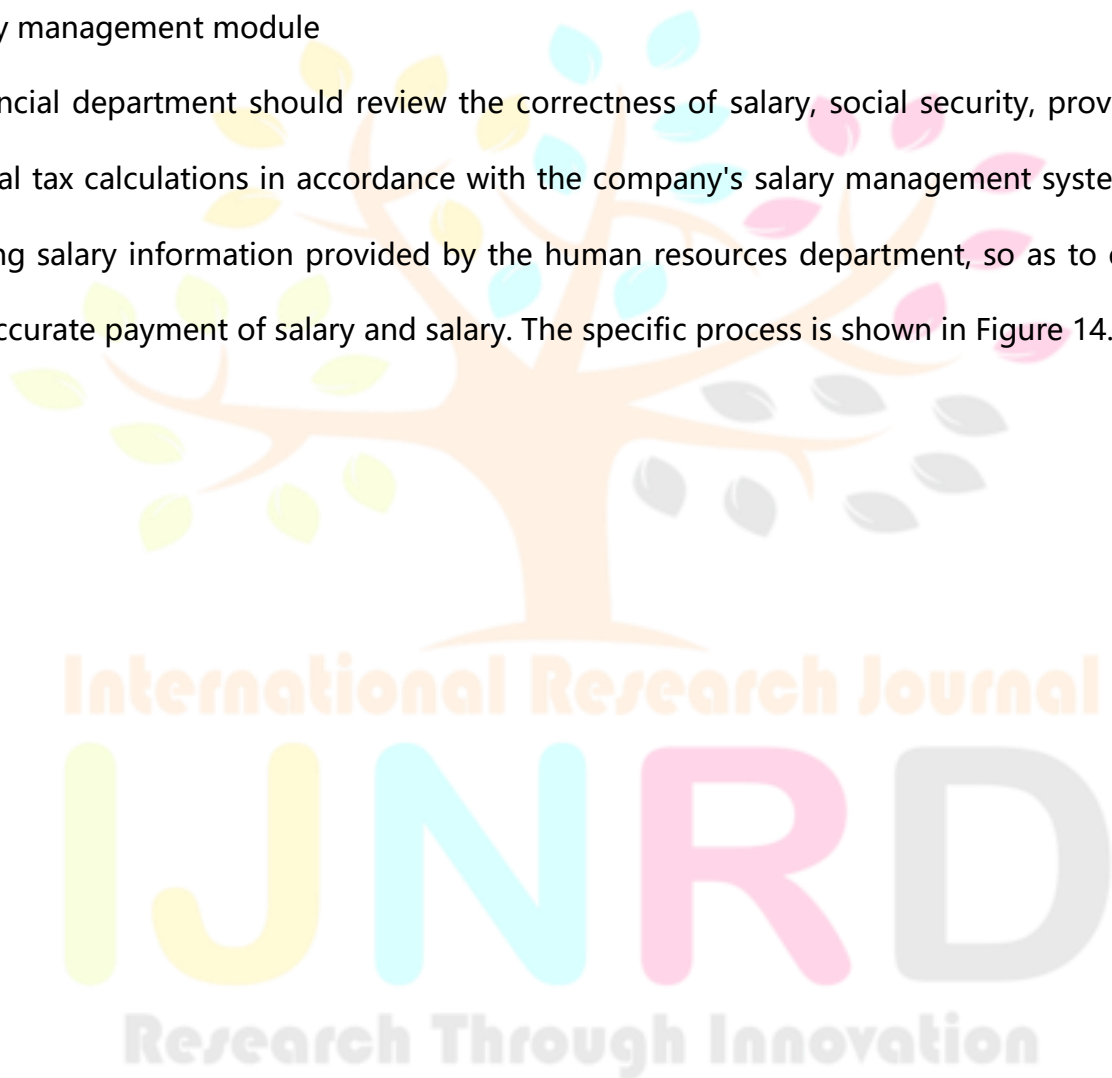 y management module
ncial department should review the correctness of salary, social security, prov
al tax calculations in accordance with the company's salary management syste
ng salary information provided by the human resources department, so as to
ccurate payment of salary and salary. The specific process is shown in Figure 14.
International Research Journal
IJNRD
Research Through Innovation